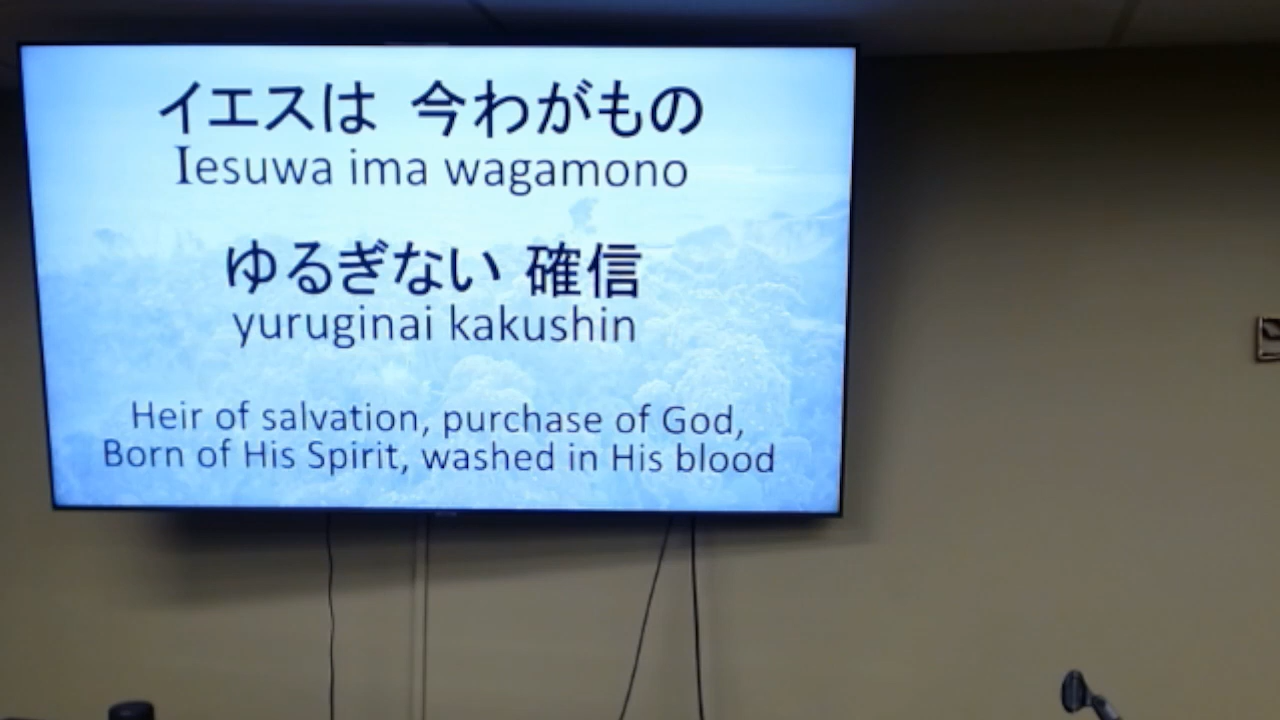 イエスは 今わがもの
Iesuwa ima wagamono
ゆるぎない 確信
yuruginai kakushin
Heir of salvation, purchase of God,
Born of His Spirit, washed in His blood